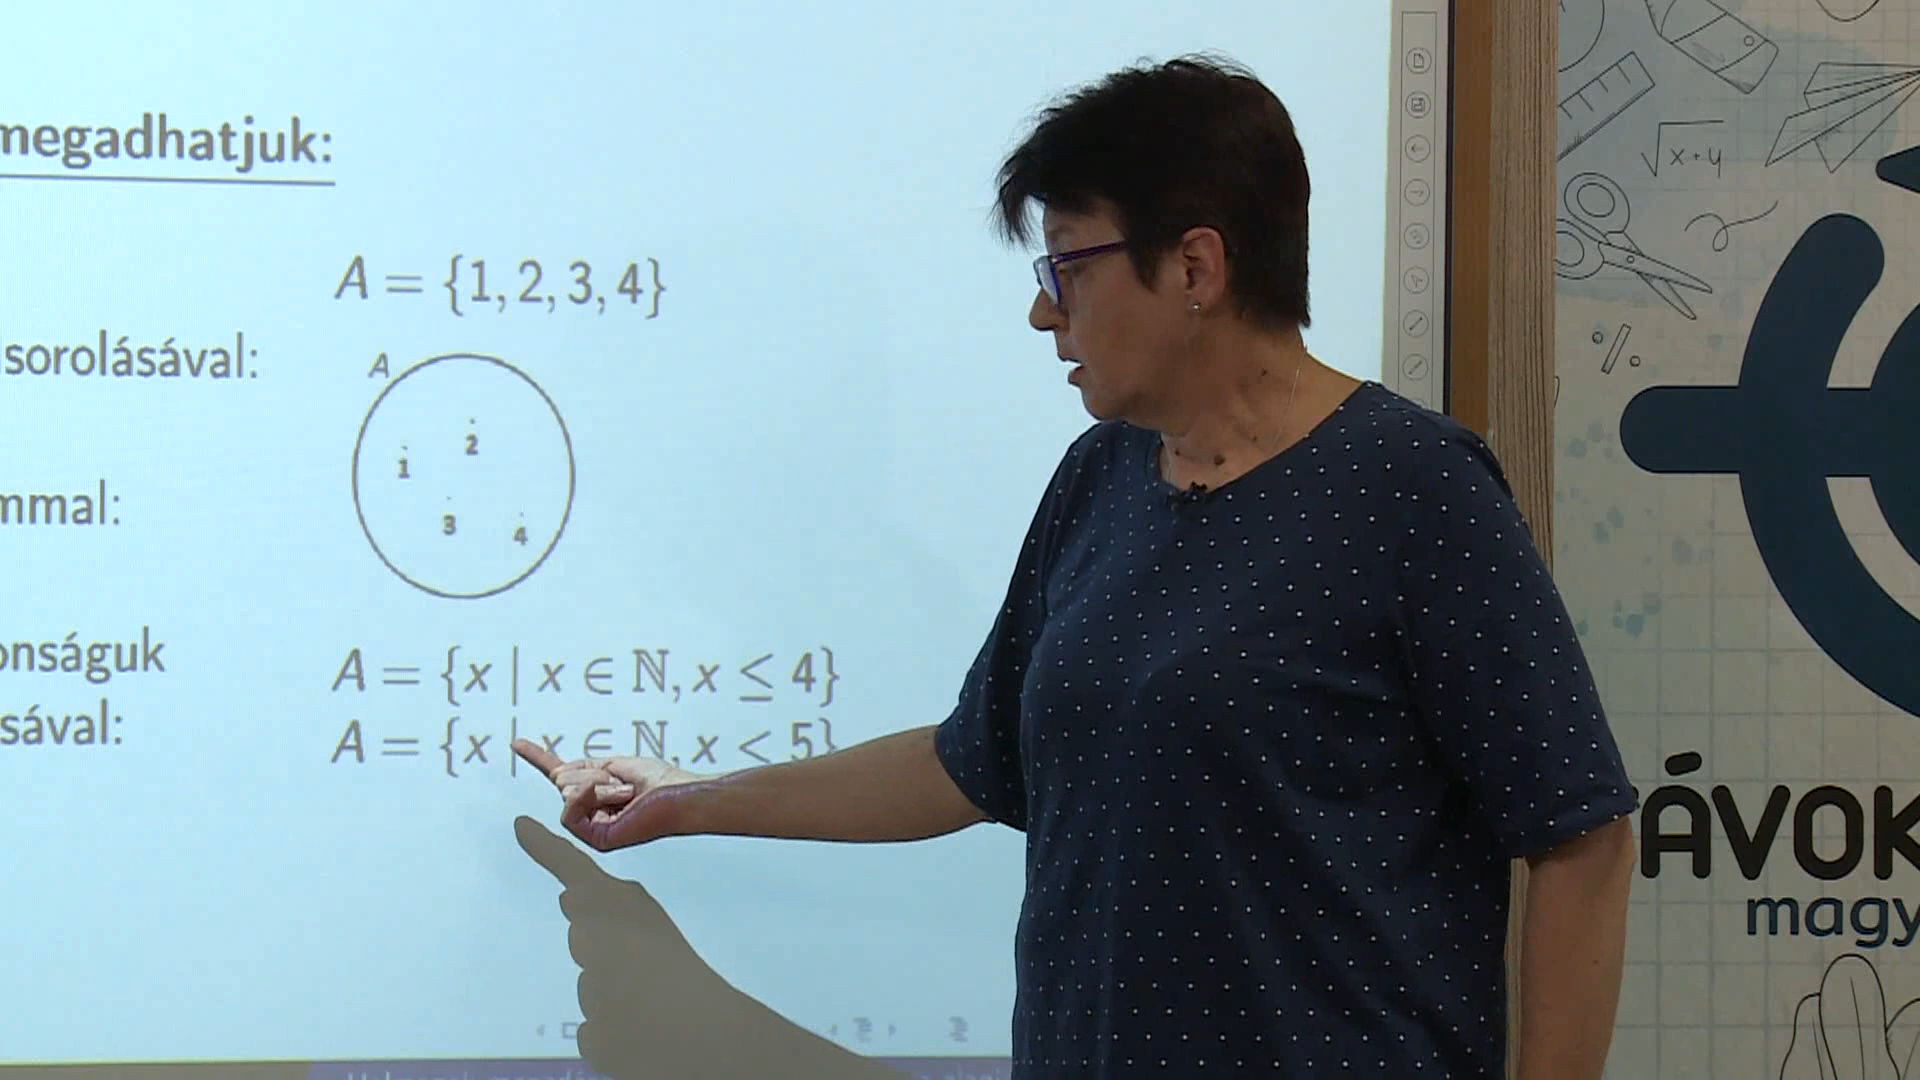 megadhatjuk:
A = {1, 2, 3, 4}
sorolásával:
A
1
2
3
4
mmal:
onságuk
A = {x | x ∈ ℕ, x ≤ 4}
sával:
A = {x | x ∈ ℕ, x < 5}
√x+y
%
ÁVOK
magy